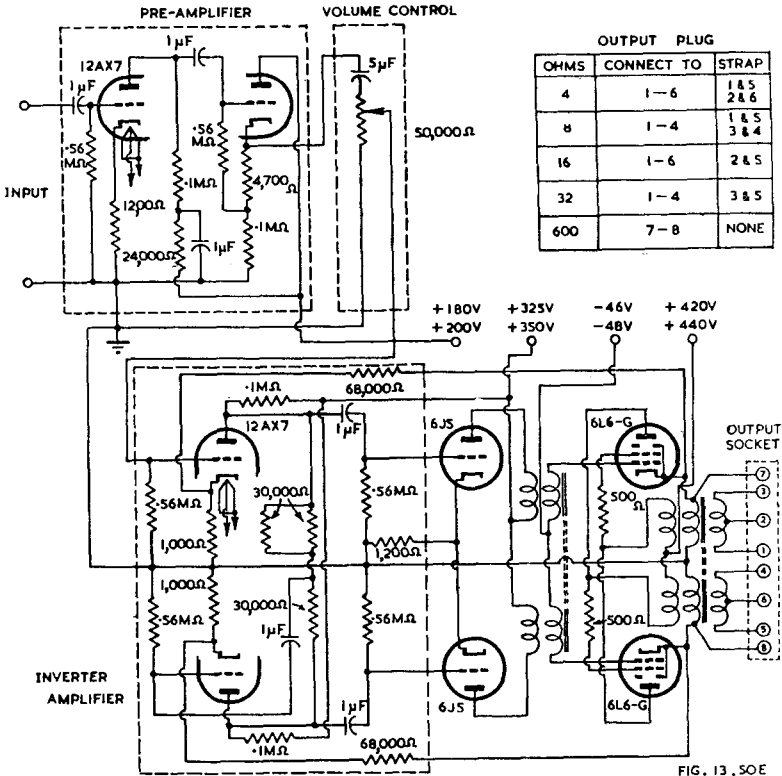 PRE-AMPLIFIER
VOLUME CONTROL
12AX7
1μF
1μF
5μF
.56
MΩ
.56
MΩ
50,000Ω
INPUT
.1MΩ
4,700Ω
1200Ω
.1MΩ
24,000Ω
1μF
OUTPUT PLUG
OHMS CONNECT TO STRAP
4 1-6 1&5
2&6
8 1-4 1&5
3&4
16 1-6 2&5
32 1-4 3&5
600 7-8 NONE
+180V +325V -46V +420V
+200V +350V -48V +440V
68,000Ω
.1MΩ
12AX7
1μF
6J5
6L6-G
OUTPUT
SOCKET
7
3
2
1
4
6
5
8
.56MΩ
30,000Ω
.56MΩ
500
Ω
1,000Ω
1,200Ω
1,000Ω
.56MΩ
30,000Ω
1μF
.56MΩ
500Ω
INVERTER
AMPLIFIER
1μF
6J5
6L6-G
.1MΩ
68,000Ω
FIG. 13. SOE